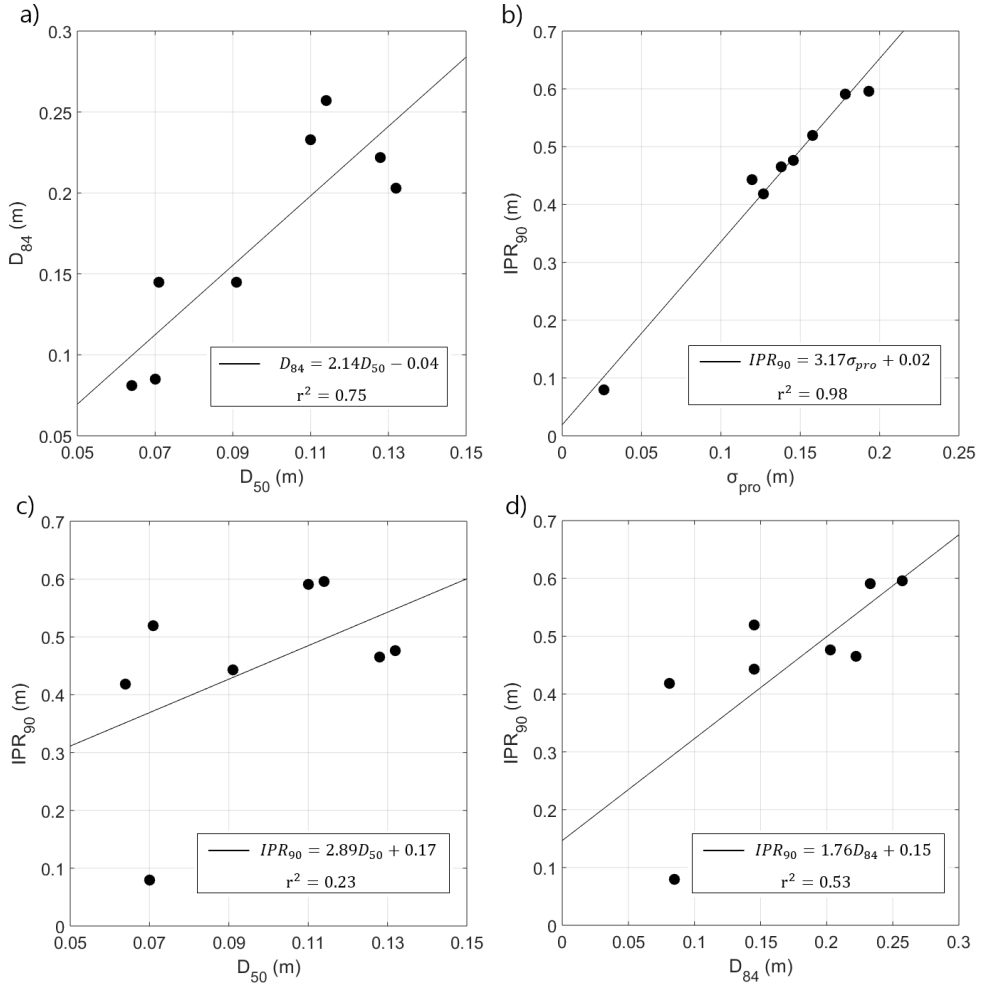 a)
0.3
0.25
0.2
0.15
0.1
0.05
D84 (m)
0.05 0.07 0.09 0.11 0.13 0.15
D50 (m)
D84 = 2.14D50 − 0.04
r² = 0.75
b)
0.7
0.6
0.5
0.4
0.3
0.2
0.1
0
IPR90 (m)
0 0.05 0.1 0.15 0.2 0.25
σpro (m)
IPR90 = 3.17σpro + 0.02
r² = 0.98
c)
0.7
0.6
0.5
0.4
0.3
0.2
0.1
0
IPR90 (m)
0.05 0.07 0.09 0.11 0.13 0.15
D50 (m)
IPR90 = 2.89D50 + 0.17
r² = 0.23
d)
0.7
0.6
0.5
0.4
0.3
0.2
0.1
0
IPR90 (m)
0 0.05 0.1 0.15 0.2 0.25 0.3
D84 (m)
IPR90 = 1.76D84 + 0.15
r² = 0.53